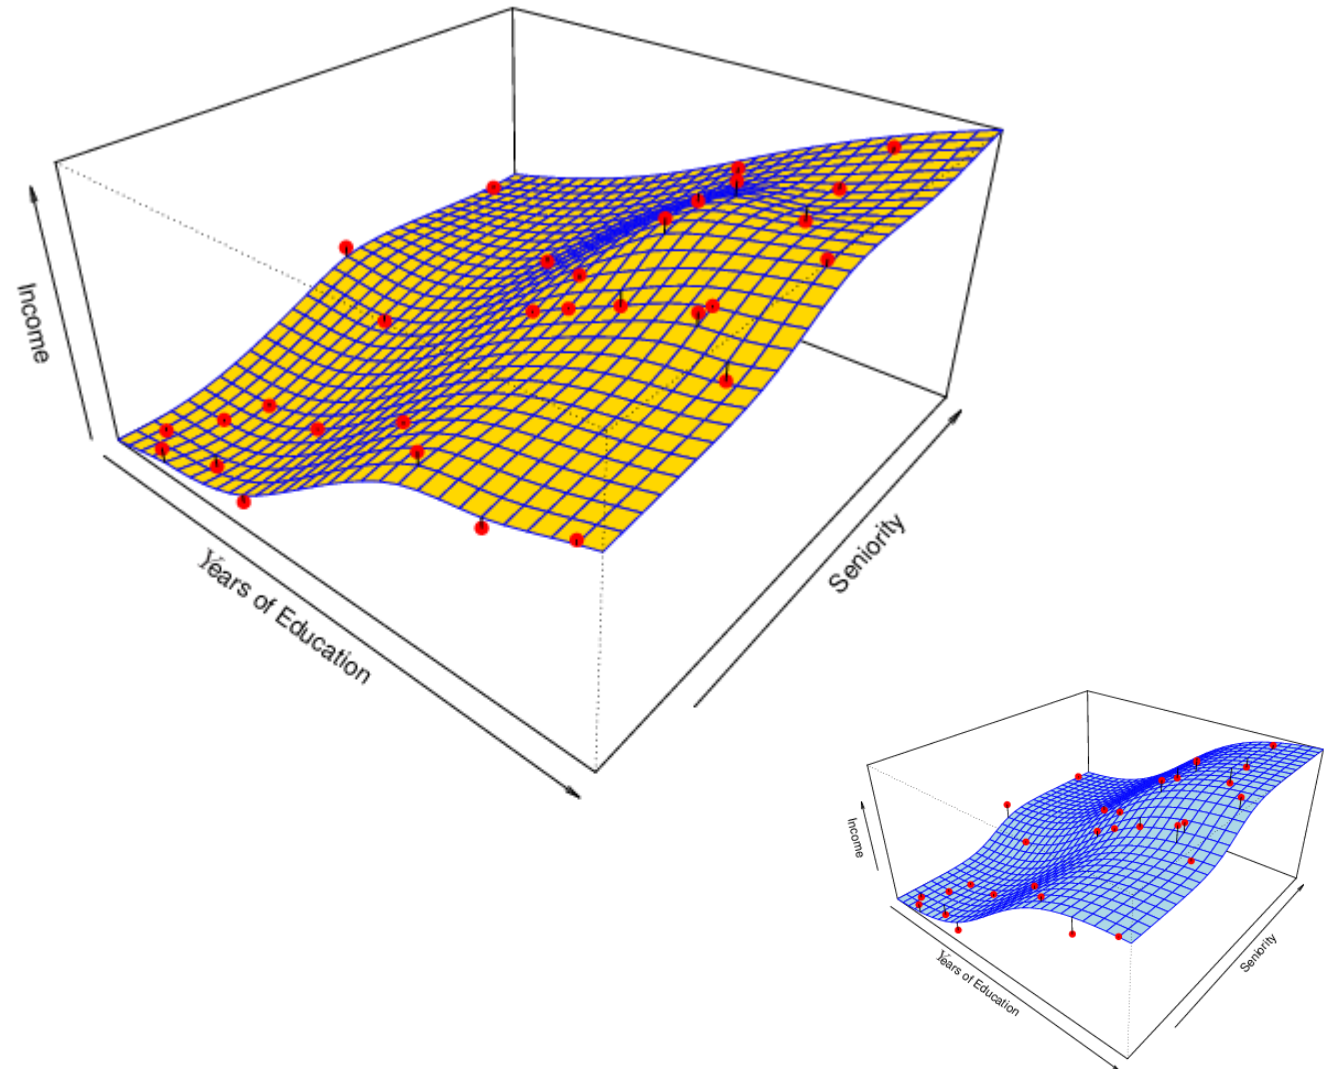 Income
Years of Education
Seniority
Income
Years of Education
Seniority